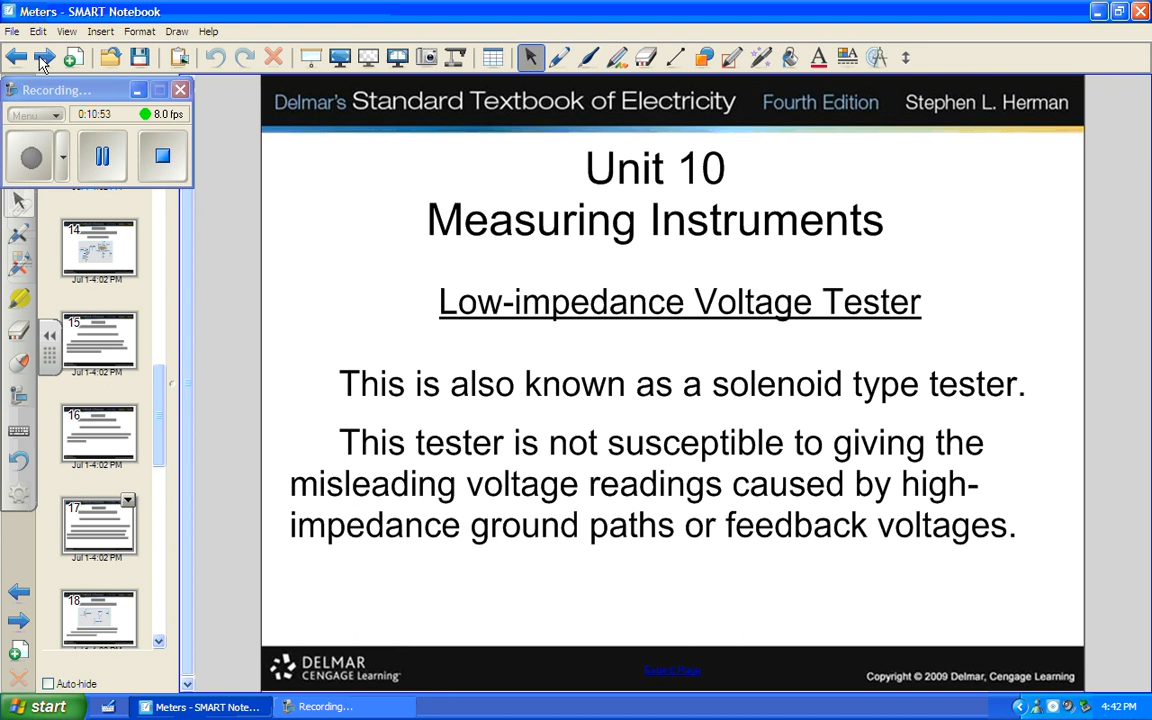 Meters - SMART Notebook
File Edit View Insert Format Draw Help
Recording...
Menu 0:10:53 8.0 fps
14
Jul 1-4:02 PM
15
Jul 1-4:02 PM
16
Jul 1-4:02 PM
17
Jul 1-4:02 PM
18
Auto-hide
Delmar's Standard Textbook of Electricity Fourth Edition Stephen L. Herman
Unit 10
Measuring Instruments
Low-impedance Voltage Tester
This is also known as a solenoid type tester.
This tester is not susceptible to giving the
misleading voltage readings caused by high-
impedance ground paths or feedback voltages.
DELMAR
CENGAGE Learning
Copyright © 2009 Delmar, Cengage Learning
start Meters - SMART Note... Recording... 4:42 PM